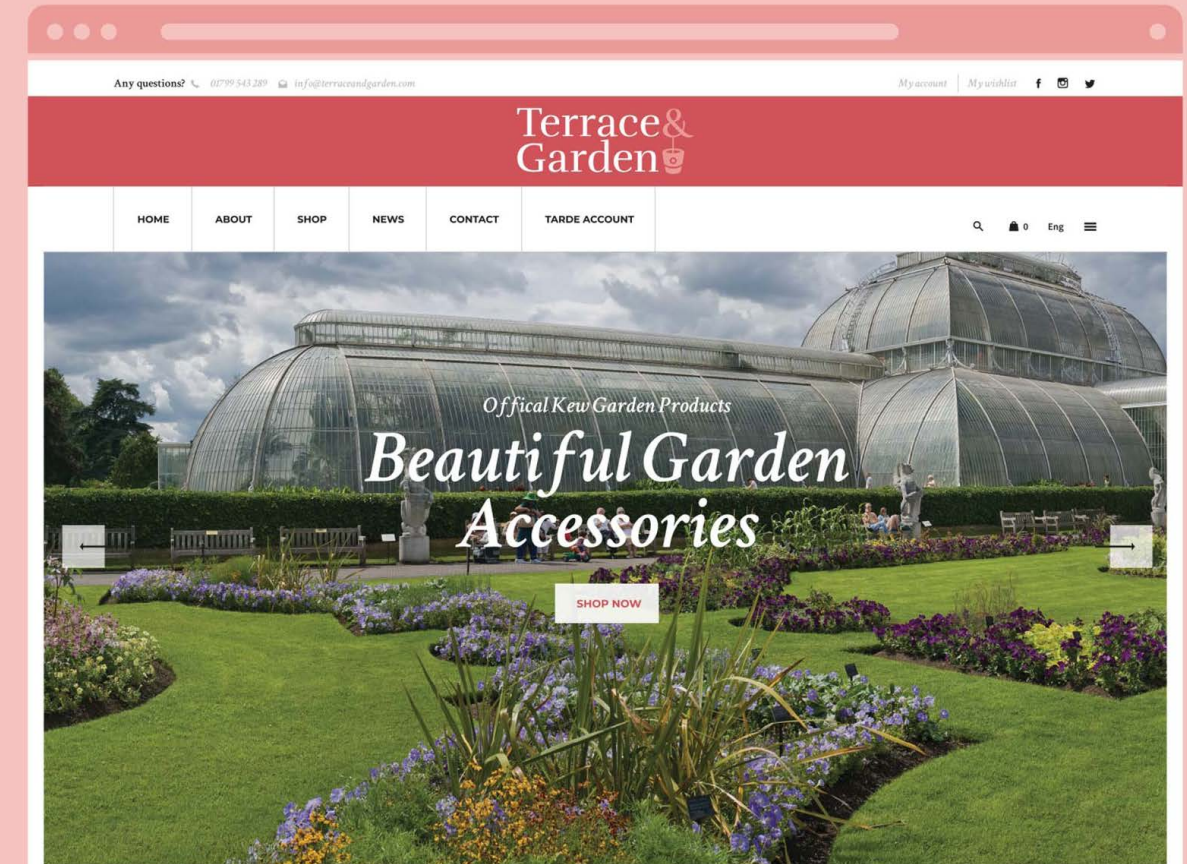 Any questions? 01799 543 289 info@terraceandgarden.com My account My wishlist
Terrace&
Garden
HOME ABOUT SHOP NEWS CONTACT TARDE ACCOUNT 0 Eng
Offical Kew Garden Products
Beautiful Garden
Accessories
SHOP NOW